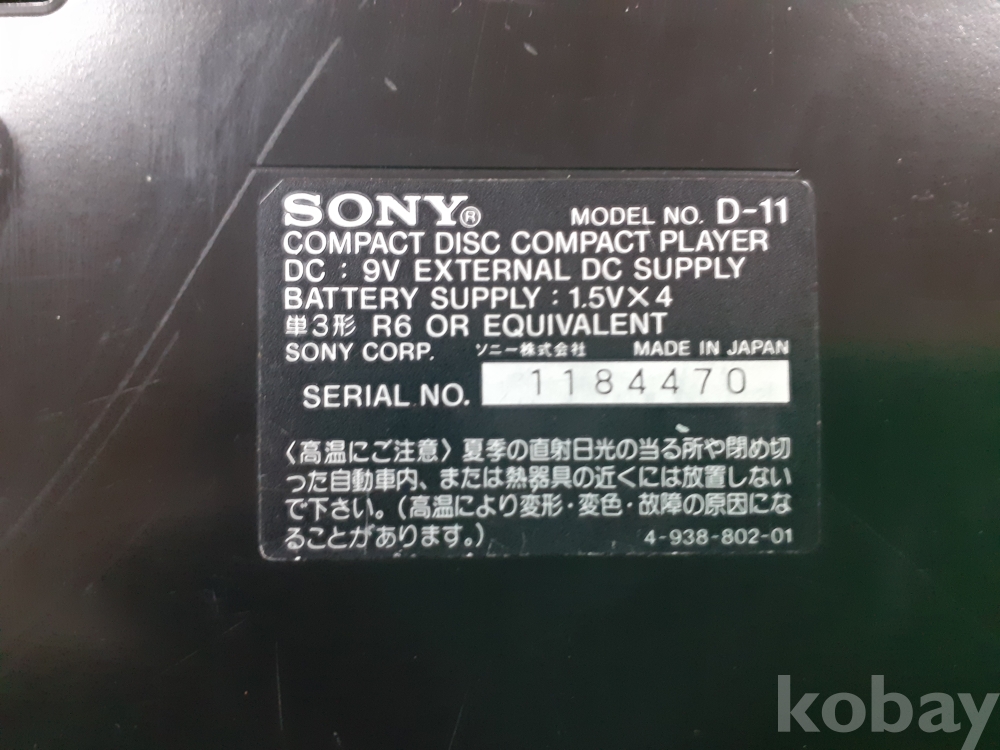 SONY® MODEL NO. D-11
COMPACT DISC COMPACT PLAYER
DC : 9V EXTERNAL DC SUPPLY
BATTERY SUPPLY : 1.5V×4
単3形 R6 OR EQUIVALENT
SONY CORP. ソニー株式会社 MADE IN JAPAN
SERIAL NO. 1184470
〈高温にご注意〉夏季の直射日光の当る所や閉め切
った自動車内、または熱器具の近くには放置しない
で下さい。(高温により変形・変色・故障の原因にな
ることがあります。) 4-938-802-01
kobay